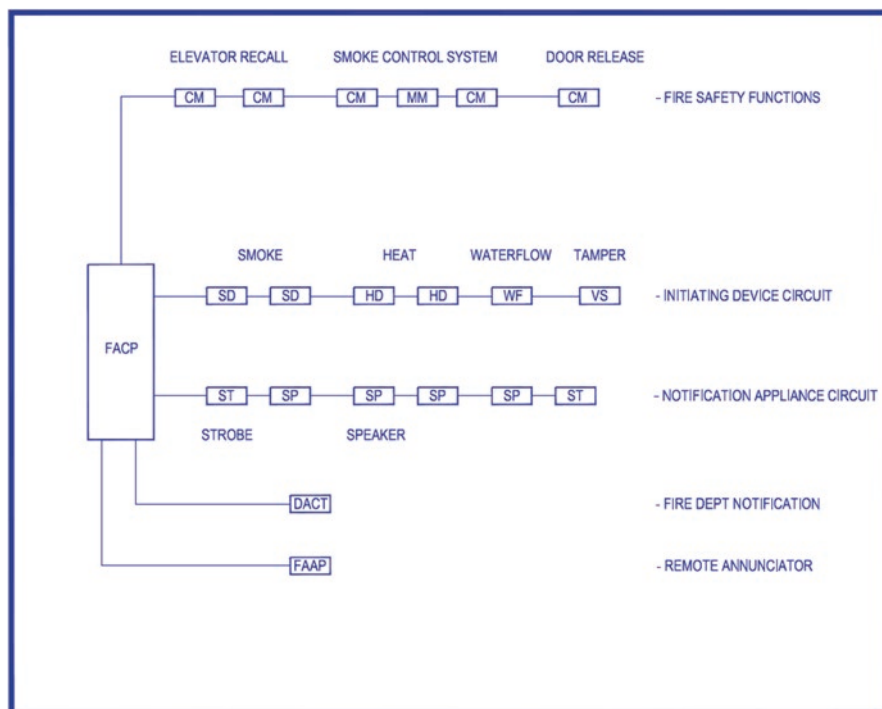 ELEVATOR RECALL SMOKE CONTROL SYSTEM DOOR RELEASE
CM CM CM MM CM CM - FIRE SAFETY FUNCTIONS
SMOKE HEAT WATERFLOW TAMPER
SD SD HD HD WF VS - INITIATING DEVICE CIRCUIT
FACP
ST SP SP SP SP ST - NOTIFICATION APPLIANCE CIRCUIT
STROBE SPEAKER
DACT - FIRE DEPT NOTIFICATION
FAAP - REMOTE ANNUNCIATOR